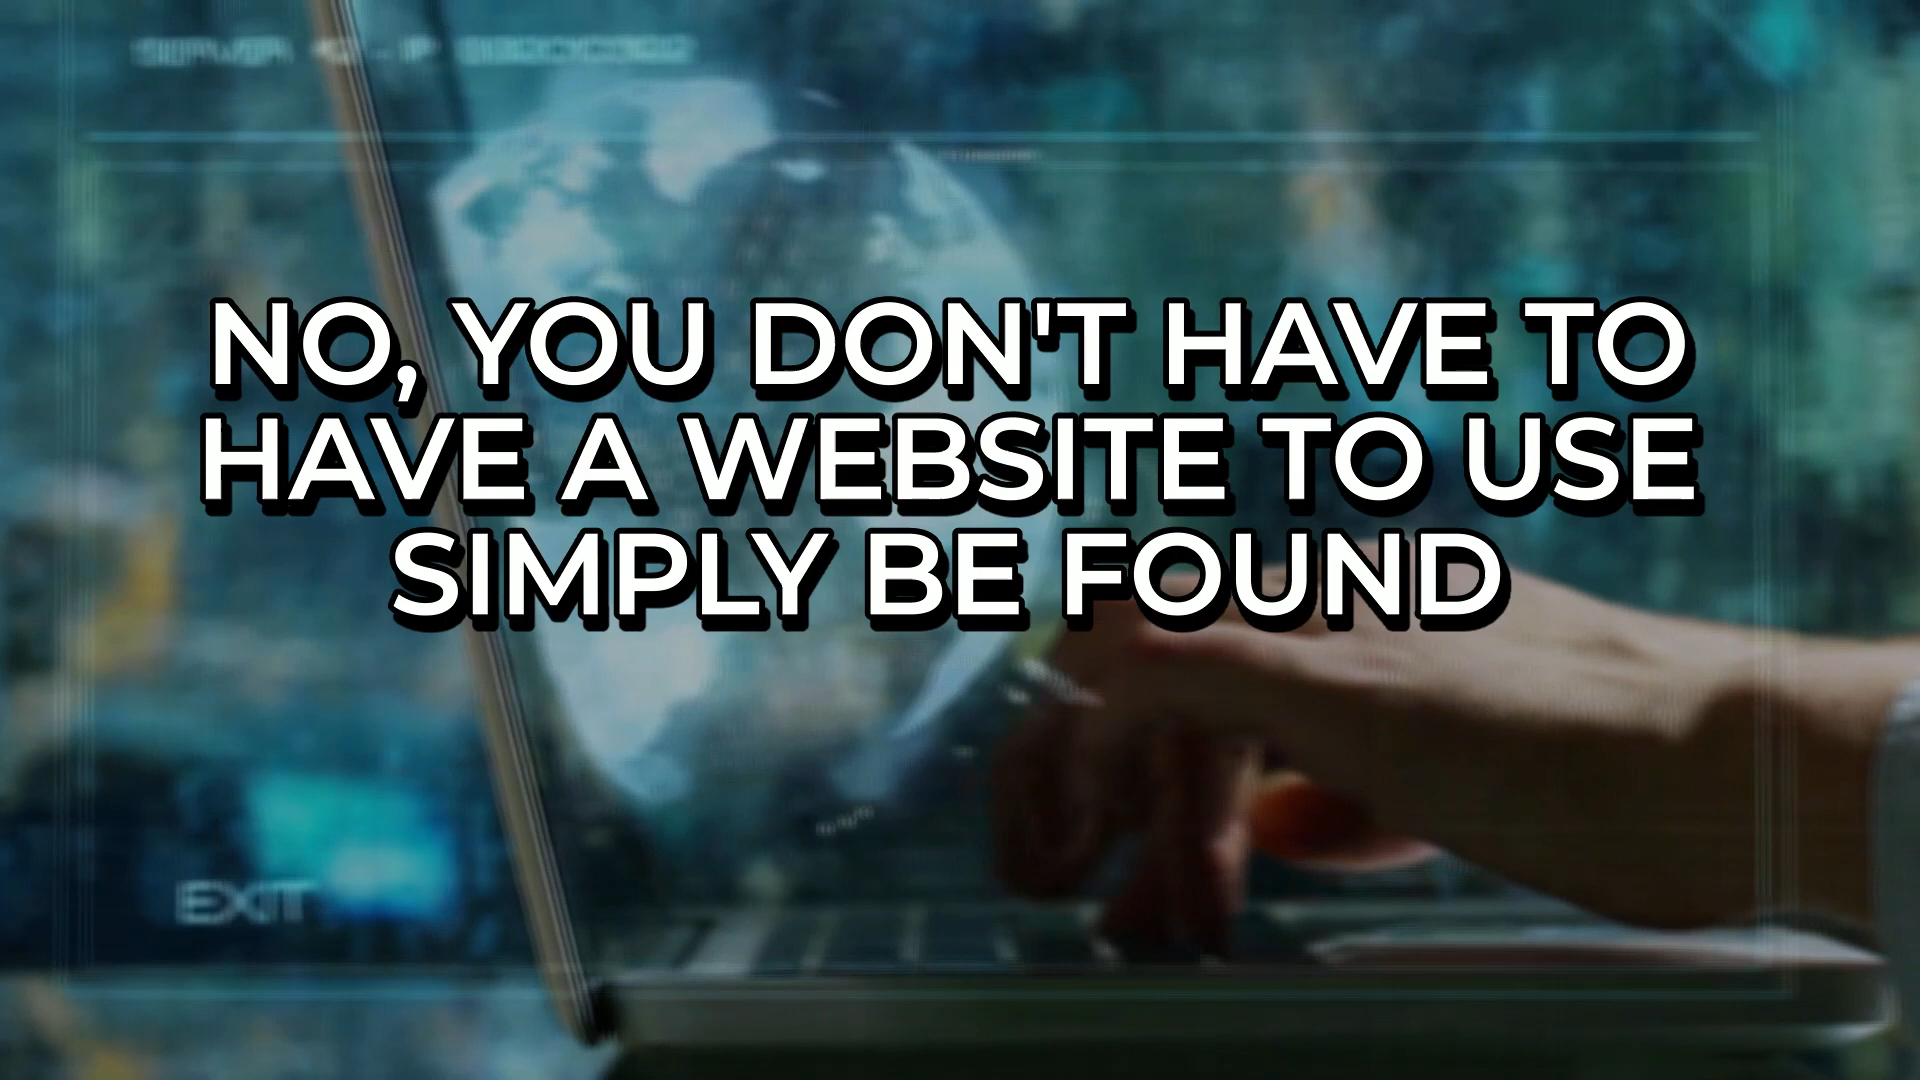 NO, YOU DON'T HAVE TO
HAVE A WEBSITE TO USE
SIMPLY BE FOUND
EXIT